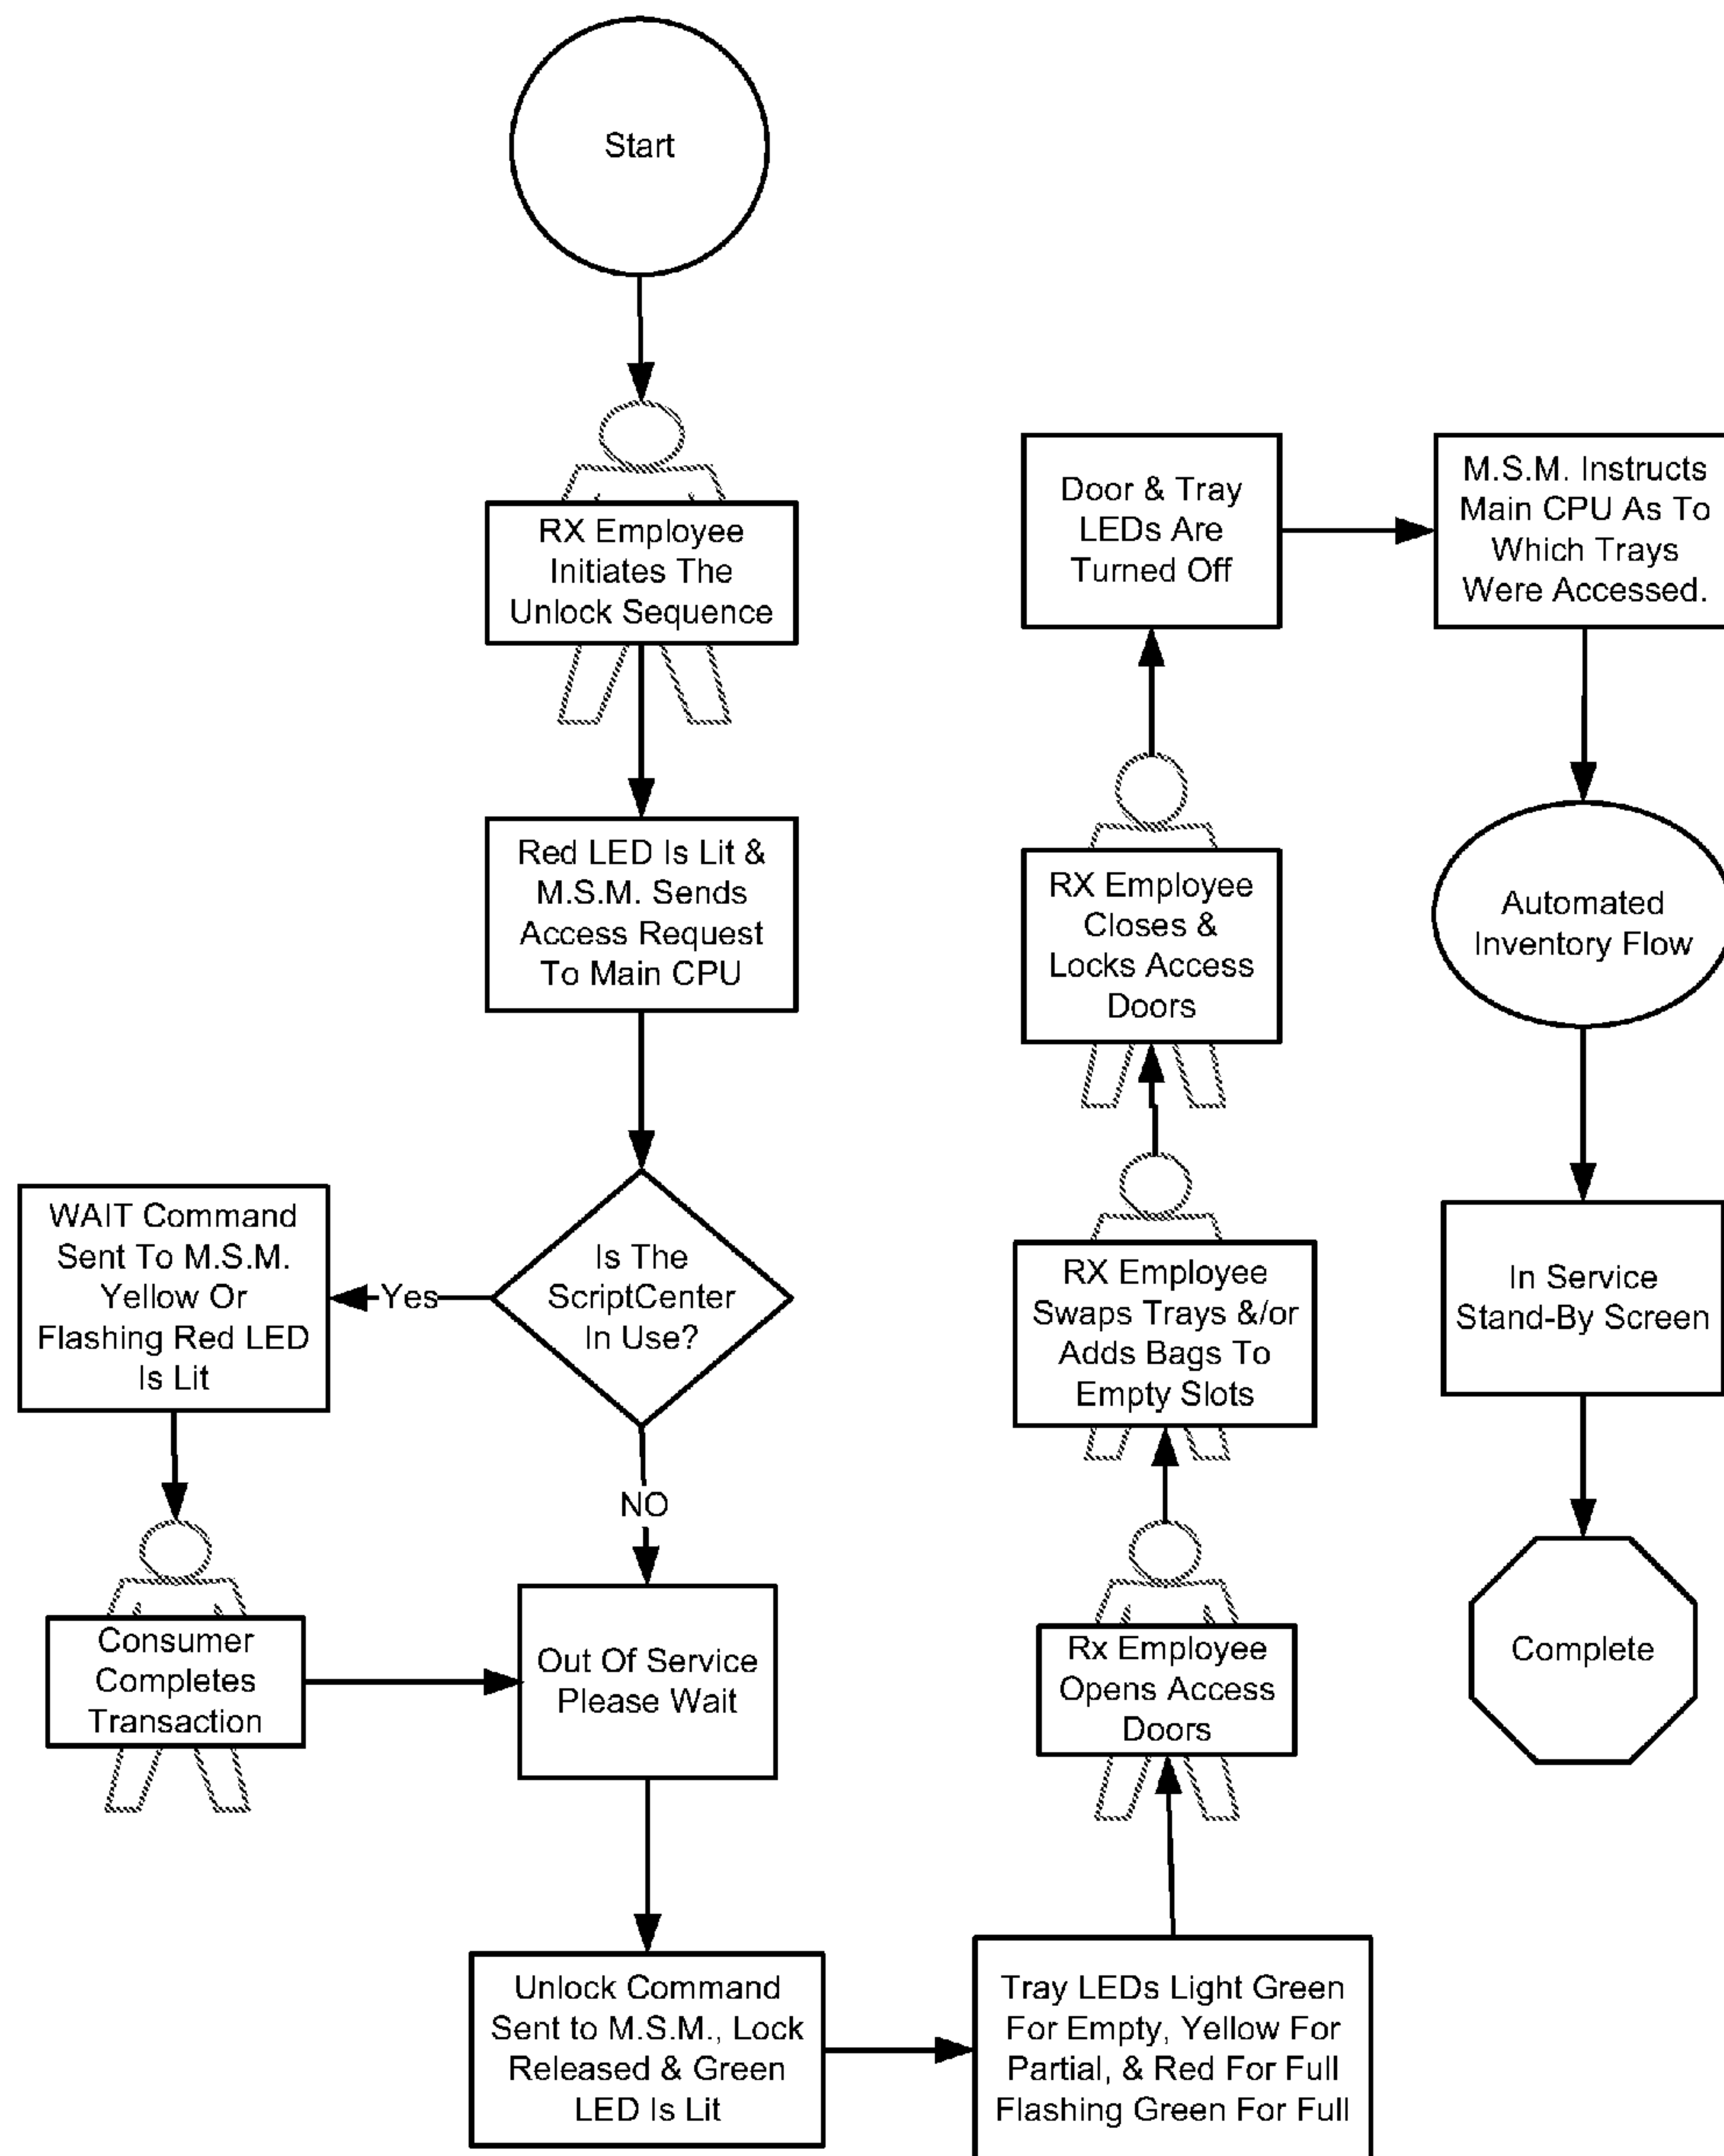 Start
RX Employee
Initiates The
Unlock Sequence
Red LED Is Lit &
M.S.M. Sends
Access Request
To Main CPU
Is The
ScriptCenter
In Use?
Yes
WAIT Command
Sent To M.S.M.
Yellow Or
Flashing Red LED
Is Lit
Consumer
Completes
Transaction
NO
Out Of Service
Please Wait
Unlock Command
Sent to M.S.M., Lock
Released & Green
LED Is Lit
Tray LEDs Light Green
For Empty, Yellow For
Partial, & Red For Full
Flashing Green For Full
Rx Employee
Opens Access
Doors
RX Employee
Swaps Trays &/or
Adds Bags To
Empty Slots
RX Employee
Closes &
Locks Access
Doors
Door & Tray
LEDs Are
Turned Off
M.S.M. Instructs
Main CPU As To
Which Trays
Were Accessed.
Automated
Inventory Flow
In Service
Stand-By Screen
Complete